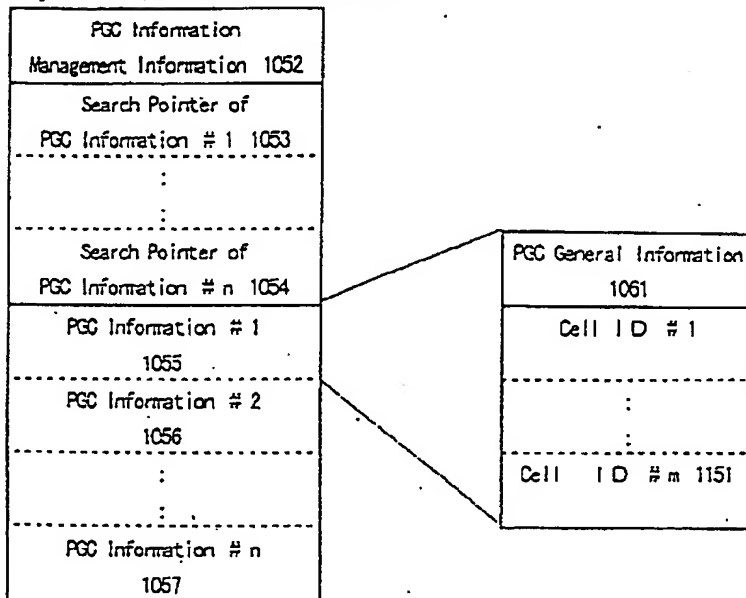 PGC Information
Management Information 1052
Search Pointer of
PGC Information # 1 1053
:
:
Search Pointer of
PGC Information # n 1054
PGC Information # 1
1055
PGC Information # 2
1056
:
:
PGC Information # n
1057
PGC General Information
1061
Cell ID # 1
:
:
Cell ID # m 1151